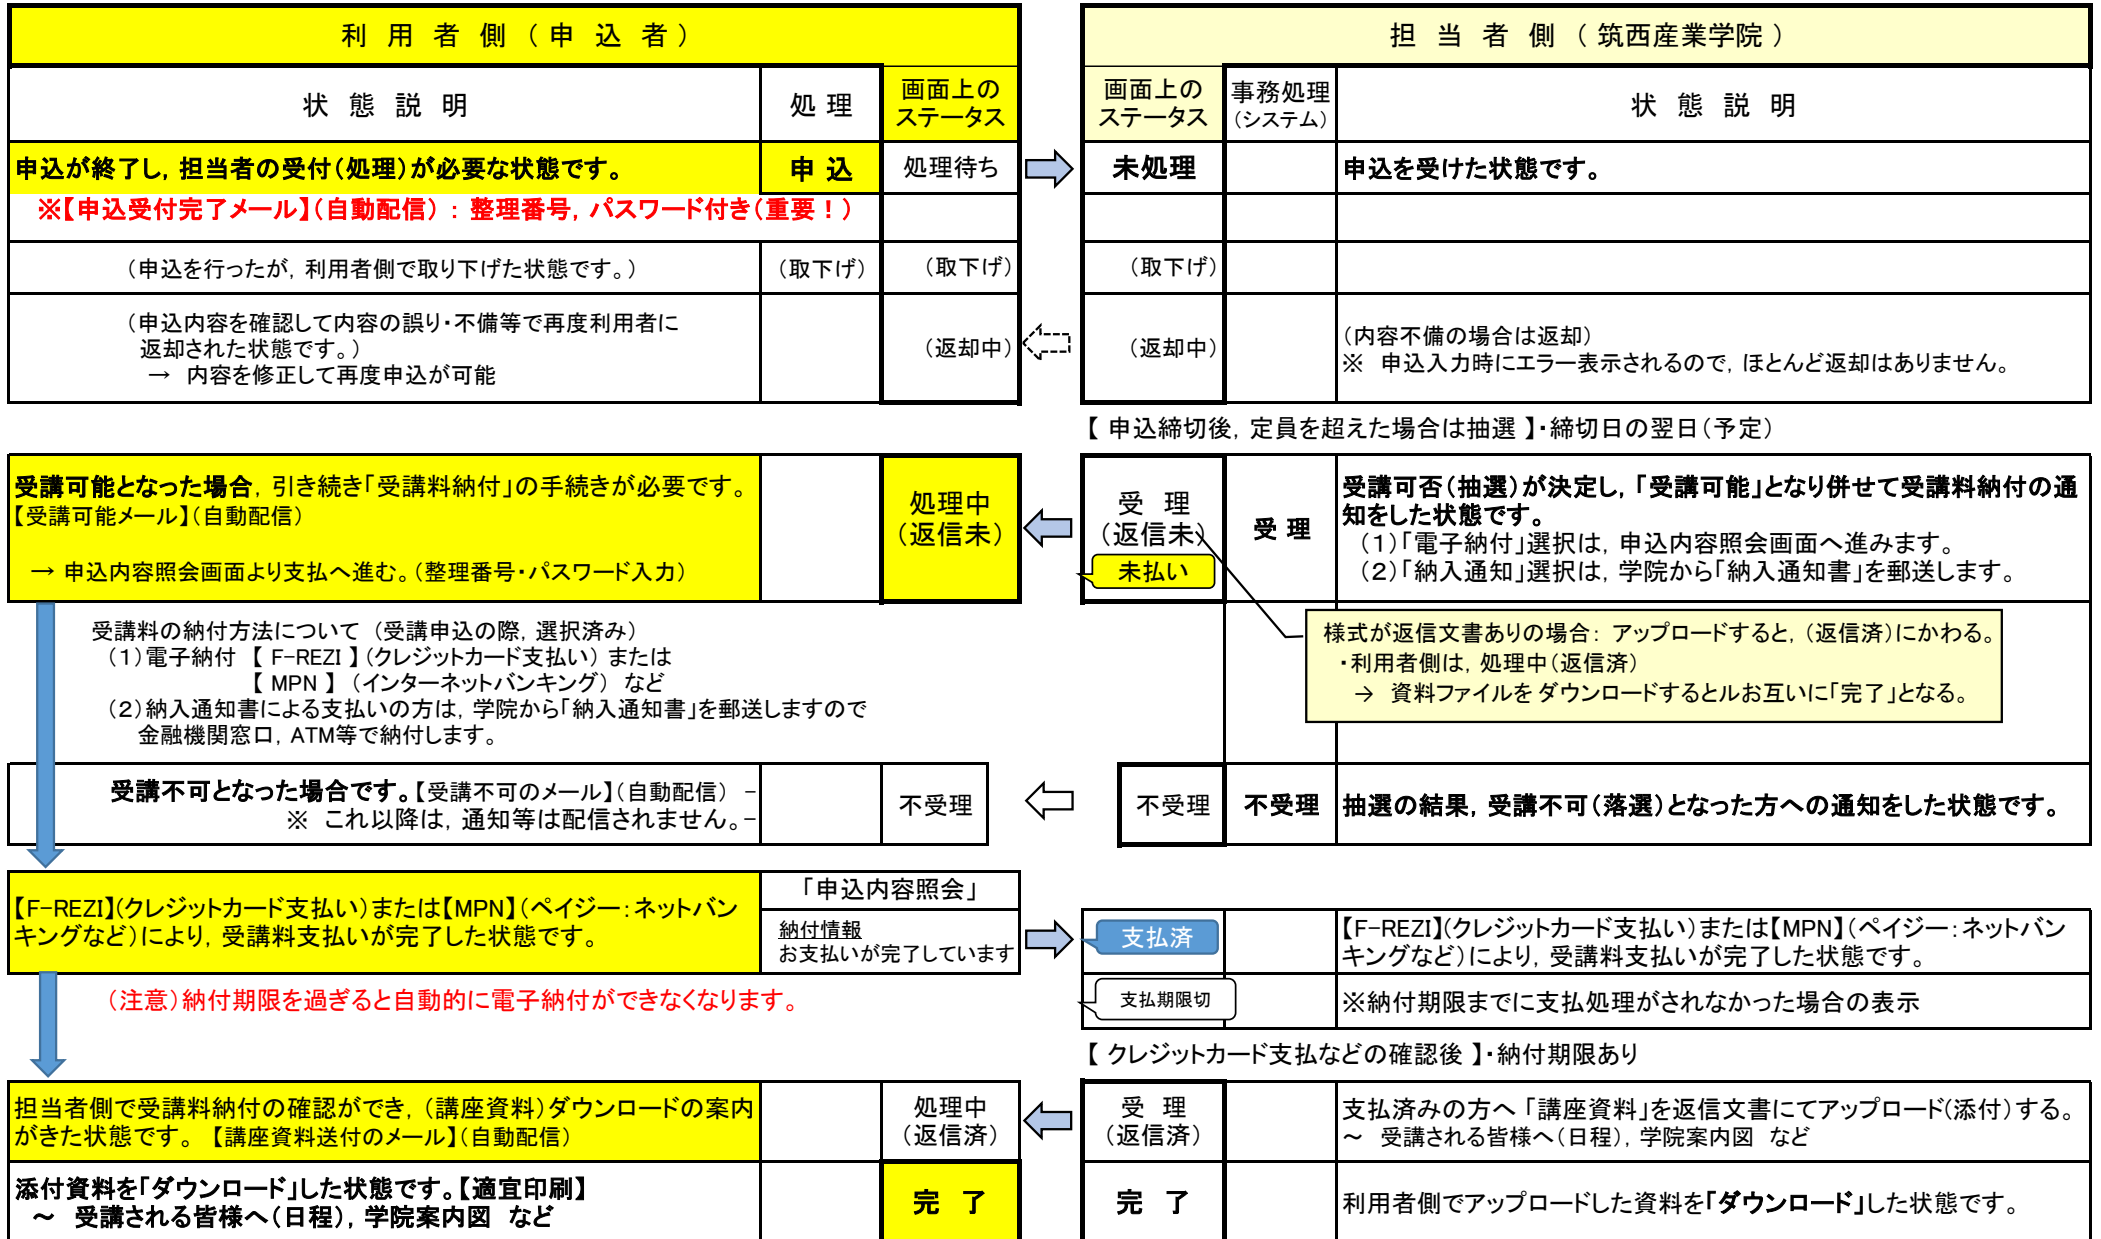 利用者側（申込者）
担当者側（筑西産業学院）
状態説明
処理
画面上の
ステータス
画面上の
ステータス
事務処理
（システム）
状態説明
申込が終了し，担当者の受付（処理）が必要な状態です。
申込
処理待ち
未処理
申込を受けた状態です。
※【申込受付完了メール】（自動配信）：整理番号，パスワード付き（重要！）
（申込を行ったが，利用者側で取り下げた状態です。）
（取下げ）
（取下げ）
（取下げ）
（申込内容を確認して内容の誤り・不備等で再度利用者に
返却された状態です。）
→ 内容を修正して再度申込が可能
（返却中）
（返却中）
（内容不備の場合は返却）
※ 申込入力時にエラー表示されるので，ほとんど返却はありません。
【 申込締切後，定員を超えた場合は抽選 】・締切日の翌日（予定）
受講可能となった場合，引き続き「受講料納付」の手続きが必要です。
【受講可能メール】（自動配信）
→ 申込内容照会画面より支払へ進む。（整理番号・パスワード入力）
処理中
（返信未）
受 理
（返信未）
未払い
受 理
受講可否（抽選）が決定し，「受講可能」となり併せて受講料納付の通
知をした状態です。
（１）「電子納付」選択は，申込内容照会画面へ進みます。
（２）「納入通知」選択は，学院から「納入通知書」を郵送します。
様式が返信文書ありの場合： アップロードすると，（返信済）にかわる。
・利用者側は，処理中（返信済）
→ 資料ファイルをダウンロードするとルお互いに「完了」となる。
受講料の納付方法について （受講申込の際，選択済み）
（１）電子納付 【 F-REZI 】（クレジットカード支払い） または
【 MPN 】 （インターネットバンキング） など
（２）納入通知書による支払いの方は，学院から「納入通知書」を郵送しますので
金融機関窓口，ATM等で納付します。
受講不可となった場合です。【受講不可のメール】（自動配信） −
※ これ以降は，通知等は配信されません。−
不受理
不受理
不受理
抽選の結果，受講不可（落選）となった方への通知をした状態です。
【F-REZI】（クレジットカード支払い）または【MPN】（ペイジー：ネットバン
キングなど）により，受講料支払いが完了した状態です。
「申込内容照会」
納付情報
お支払いが完了しています
支払済
【F-REZI】（クレジットカード支払い）または【MPN】（ペイジー：ネットバン
キングなど）により，受講料支払いが完了した状態です。
（注意）納付期限を過ぎると自動的に電子納付ができなくなります。
支払期限切
※納付期限までに支払処理がされなかった場合の表示
【 クレジットカード支払などの確認後 】・納付期限あり
担当者側で受講料納付の確認ができ，（講座資料）ダウンロードの案内
がきた状態です。 【講座資料送付のメール】（自動配信）
処理中
（返信済）
受 理
（返信済）
支払済みの方へ 「講座資料」を返信文書にてアップロード（添付）する。
～ 受講される皆様へ（日程），学院案内図 など
添付資料を「ダウンロード」した状態です。【適宜印刷】
～ 受講される皆様へ（日程），学院案内図 など
完 了
完 了
利用者側でアップロードした資料を「ダウンロード」した状態です。